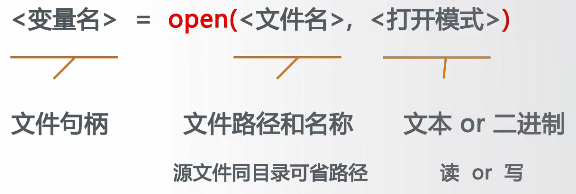 <变量名> = open(<文件名>, <打开模式>)
文件句柄 文件路径和名称 文本 or 二进制
源文件同目录可省路径 读 or 写